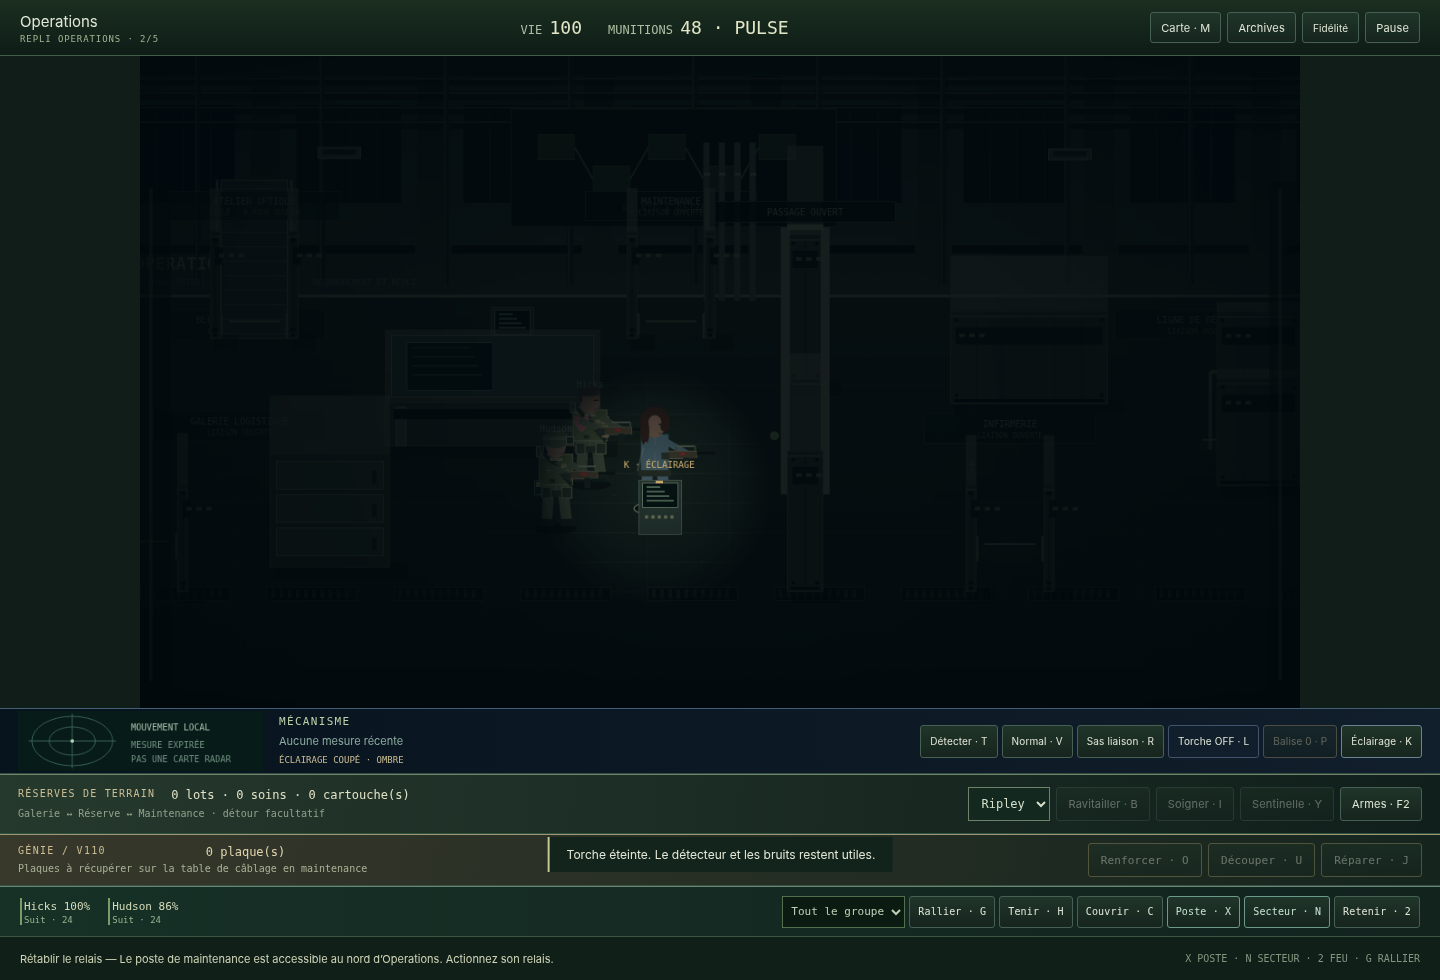 Operations
REPLI OPERATIONS · 2/5
VIE 100 MUNITIONS 48 · PULSE
Carte · M
Archives
Fidélité
Pause
MAINTENANCE
PASSAGE OUVERT
GALERIE LOGIST
INFIRMERIE
LIAISON OUVERTE
Hudson
K · ÉCLAIRAGE
MOUVEMENT LOCAL
MESURE EXPIRÉE
PAS UNE CARTE RADAR
MÉCANISME
Aucune mesure récente
ÉCLAIRAGE COUPÉ · OMBRE
Détecter · T
Normal · V
Sas liaison · R
Torche OFF · L
Balise 0 · P
Éclairage · K
RÉSERVES DE TERRAIN 0 lots · 0 soins · 0 cartouche(s)
Galerie ↔ Réserve ↔ Maintenance · détour facultatif
Ripley
Ravitailler · B
Soigner · I
Sentinelle · Y
Armes · F2
GÉNIE / V110 0 plaque(s)
Plaques à récupérer sur la table de câblage en maintenance
Torche éteinte. Le détecteur et les bruits restent utiles.
Renforcer · O
Découper · U
Réparer · J
Hicks 100%
Suit · 24
Hudson 86%
Suit · 24
Tout le groupe
Rallier · G
Tenir · H
Couvrir · C
Poste · X
Secteur · N
Retenir · 2
Rétablir le relais — Le poste de maintenance est accessible au nord d'Operations. Actionnez son relais.
X POSTE · N SECTEUR · 2 FEU · G RALLIER